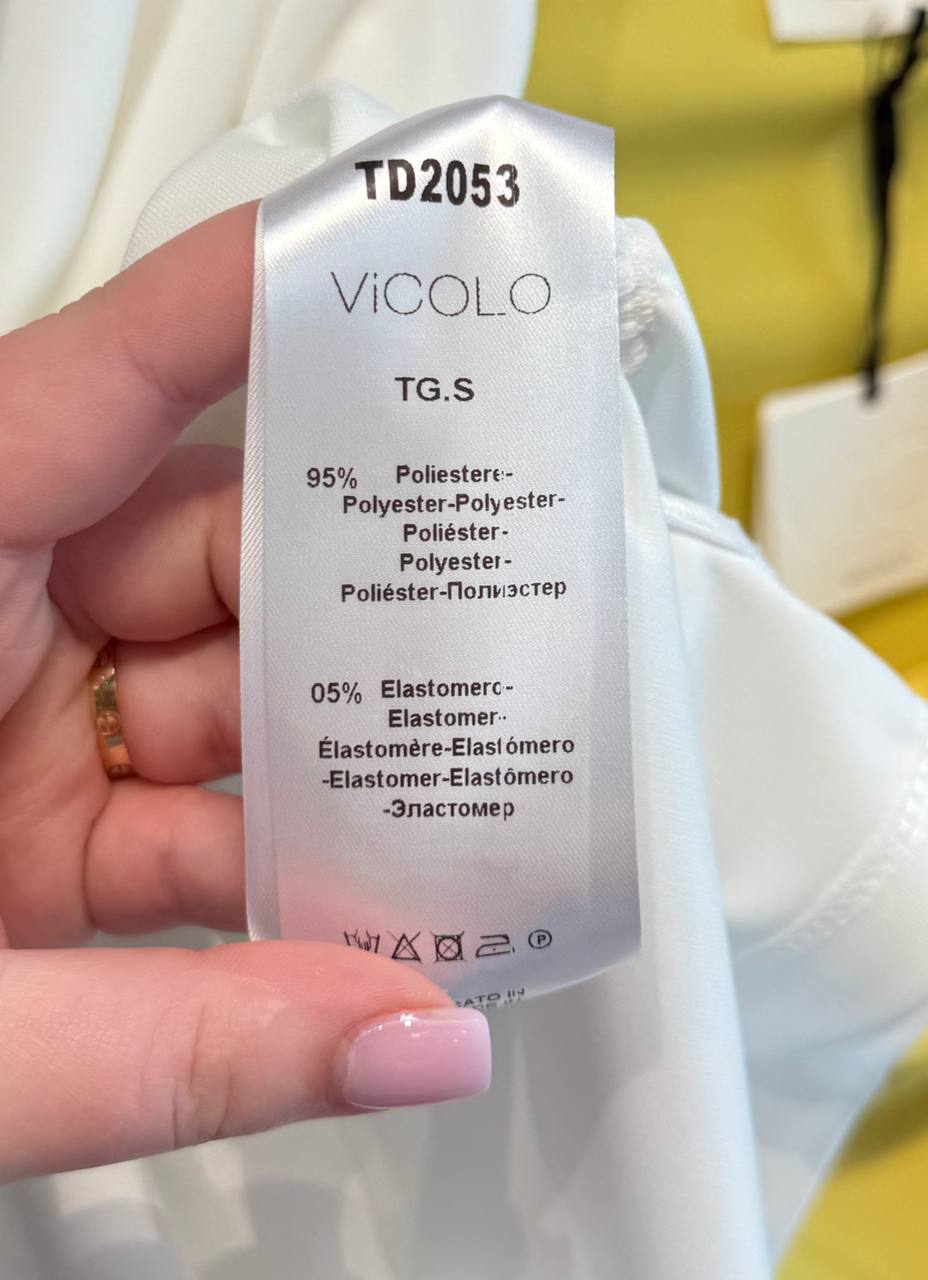 TD2053
ViCOLO
TG.S
95% Poliestere-
Polyester-Polyester-
Poliéster-
Polyester-
Poliéster-Полиэстер
05% Elastomero-
Elastomer-
Élastomère-Elastómero
-Elastomer-Elastômero
-Эластомер
P
IN